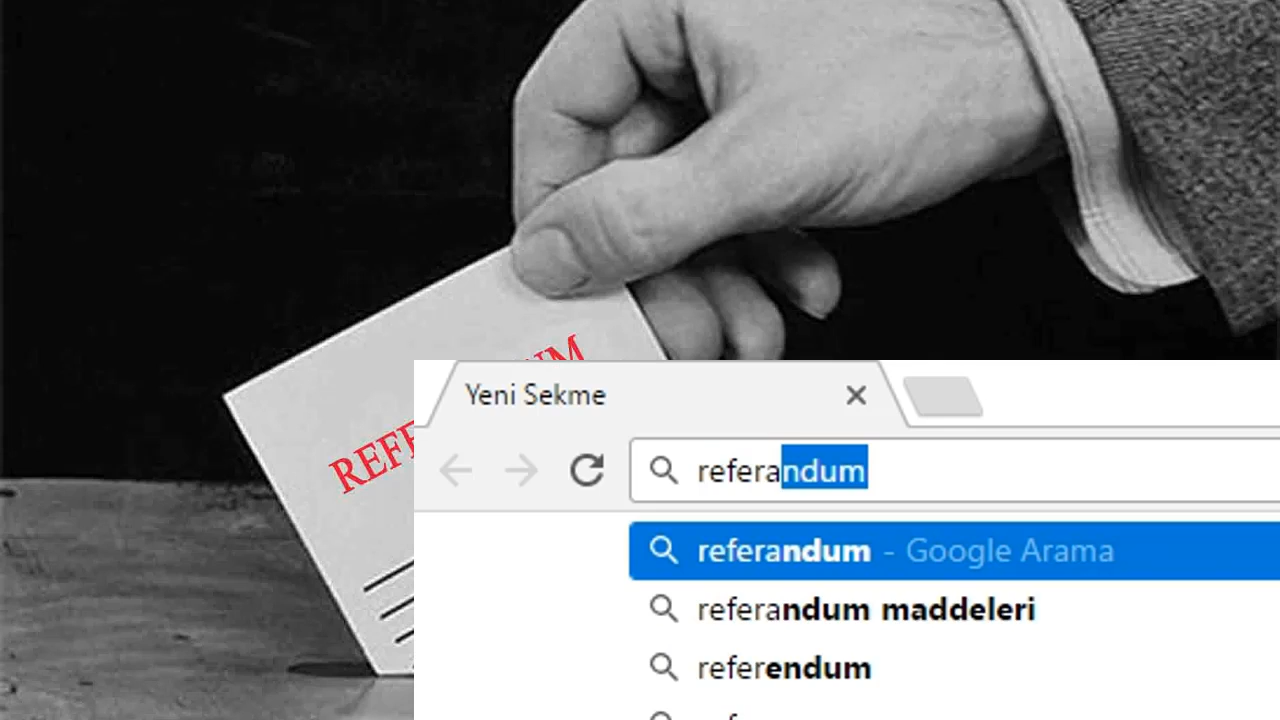 Yeni Sekme
referandum
referandum - Google Arama
referandum maddeleri
referendum